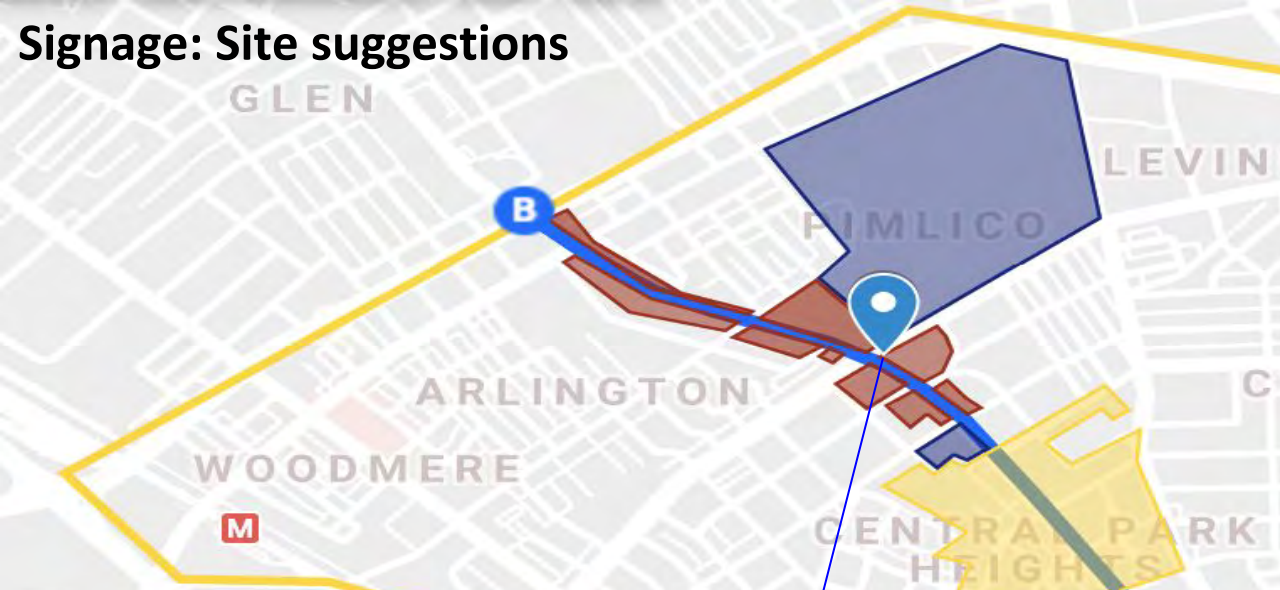 Signage: Site suggestions
GLEN
LEVIN
B
PIMLICO
ARLINGTON
C
WOODMERE
M
CENTRAL PARK
HEIGHTS